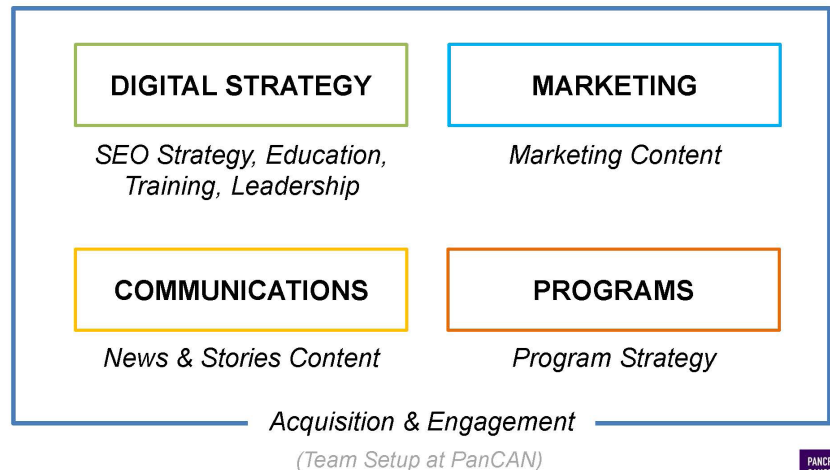 DIGITAL STRATEGY
SEO Strategy, Education,
Training, Leadership
MARKETING
Marketing Content
COMMUNICATIONS
News & Stories Content
PROGRAMS
Program Strategy
Acquisition & Engagement
(Team Setup at PanCAN)